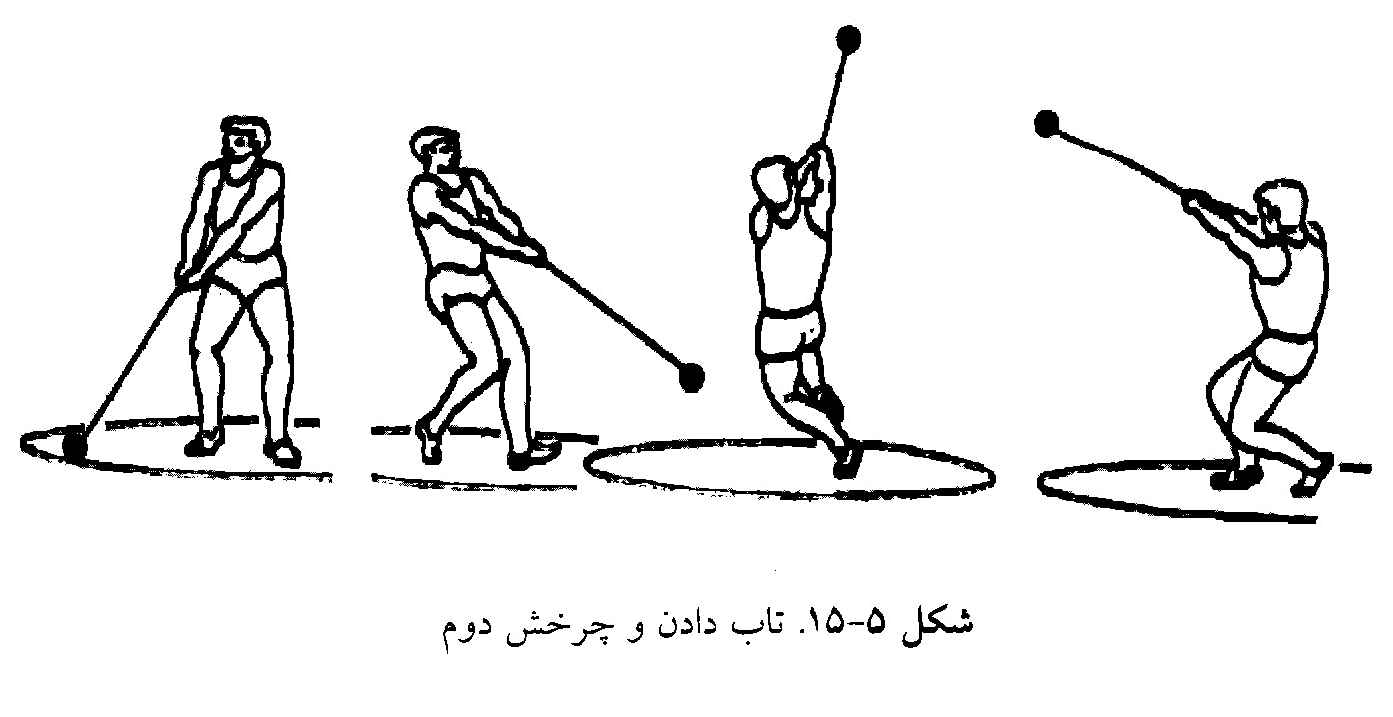 شکل ۵-۱۵. تاب دادن و چرخش دوم